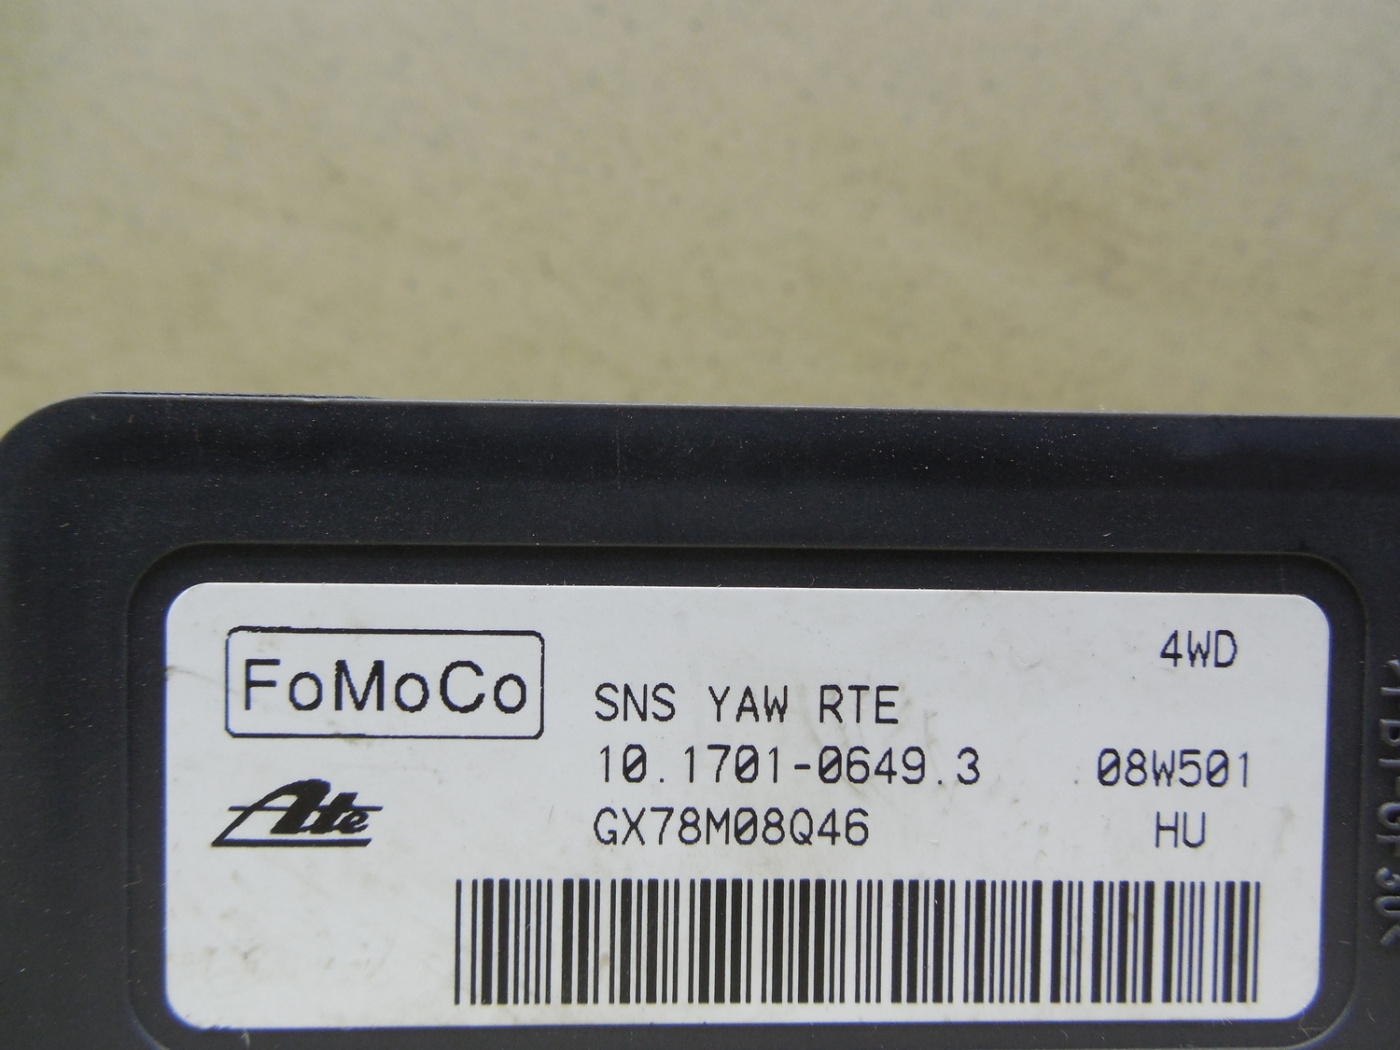 FoMoCo
4WD
SNS YAW RTE
10.1701-0649.3 08W501
Ate
GX78M08Q46 HU